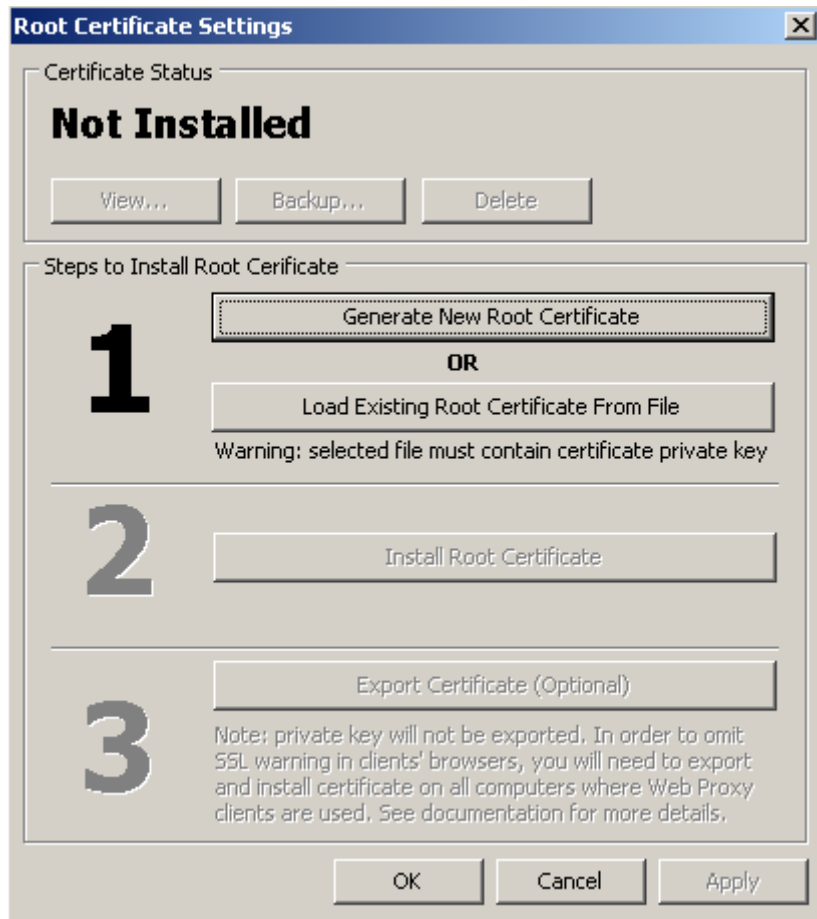 Root Certificate Settings
Certificate Status
Not Installed
View... Backup... Delete
Steps to Install Root Cerificate
1
Generate New Root Certificate
OR
Load Existing Root Certificate From File
Warning: selected file must contain certificate private key
2
Install Root Certificate
3
Export Certificate (Optional)
Note: private key will not be exported. In order to omit
SSL warning in clients' browsers, you will need to export
and install certificate on all computers where Web Proxy
clients are used. See documentation for more details.
OK Cancel Apply